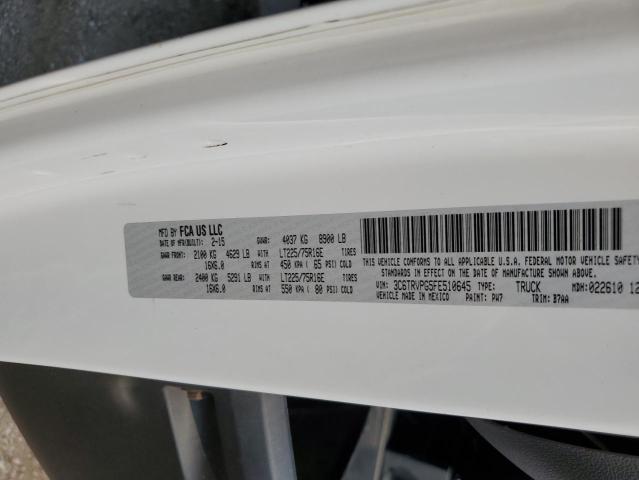 MFD BY FCA US LLC
DATE OF MFR(BUILT): 2-15 GVWR: 4037 KG 8900 LB
GAWR FRONT: 2100 KG 4629 LB WITH LT225/75R16E TIRES
16X6.0 RIMS AT 450 KPA ( 65 PSI) COLD
GAWR REAR: 2400 KG 5291 LB WITH LT225/75R16E TIRES
16X6.0 RIMS AT 550 KPA ( 80 PSI) COLD
THIS VEHICLE CONFORMS TO ALL APPLICABLE U.S.A. FEDERAL MOTOR VEHICLE SAFETY
STANDARDS IN EFFECT ON THE DATE OF MANUFACTURE SHOWN ABOVE.
VIN: 3C6TRVPG5FE510645 TYPE: TRUCK MDH: 022610 12
VEHICLE MADE IN MEXICO PAINT: PW7 TRIM: B7AA